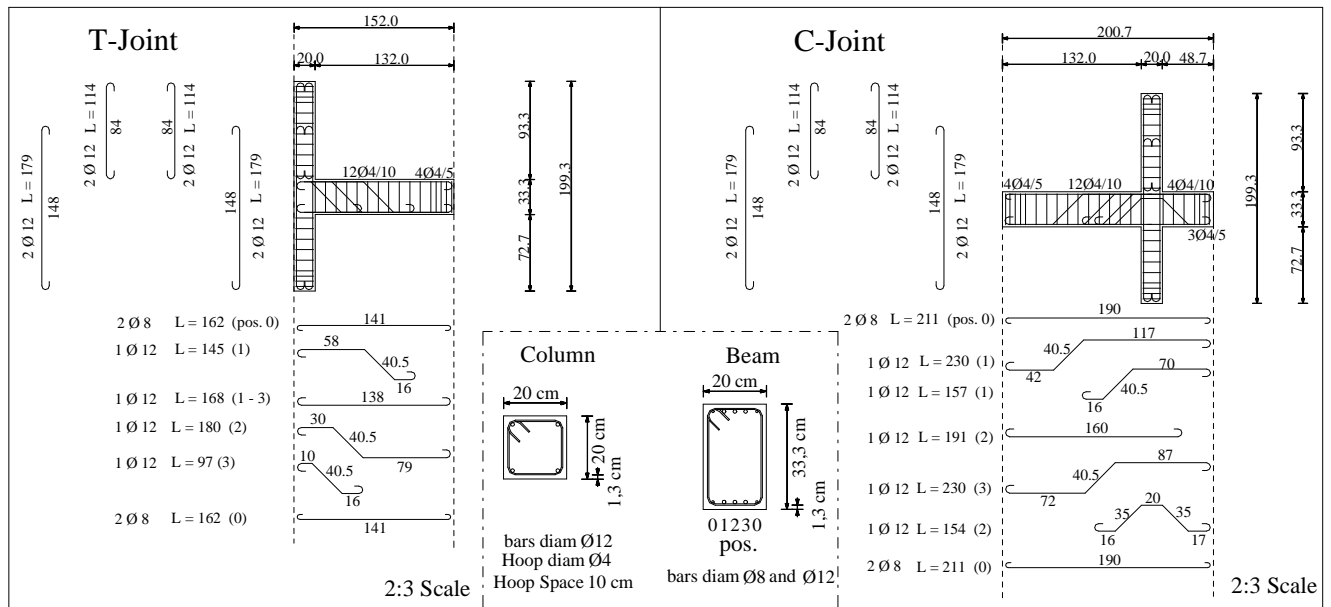 T-Joint
152.0
20.0
132.0
2 Ø 12 L = 114
84
84
2 Ø 12 L = 114
2 Ø 12 L = 179
148
148
2 Ø 12 L = 179
12Ø4/10
4Ø4/5
93.3
33.3
72.7
199.3
2 Ø 8 L = 162 (pos. 0)
141
1 Ø 12 L = 145 (1)
58
40.5
16
1 Ø 12 L = 168 (1 - 3)
138
1 Ø 12 L = 180 (2)
30
40.5
79
1 Ø 12 L = 97 (3)
10
40.5
16
2 Ø 8 L = 162 (0)
141
2:3 Scale
Column
20 cm
20 cm
1,3 cm
bars diam Ø12
Hoop diam Ø4
Hoop Space 10 cm
Beam
20 cm
33,3 cm
1,3 cm
01230
pos.
bars diam Ø8 and Ø12
C-Joint
200.7
132.0
20.0
48.7
2 Ø 12 L = 114
84
84
2 Ø 12 L = 114
2 Ø 12 L = 179
148
148
2 Ø 12 L = 179
4Ø4/5
12Ø4/10
4Ø4/10
3Ø4/5
199.3
93.3
33.3
72.7
2 Ø 8 L = 211 (pos. 0)
190
1 Ø 12 L = 230 (1)
117
40.5
42
1 Ø 12 L = 157 (1)
70
40.5
16
1 Ø 12 L = 191 (2)
160
1 Ø 12 L = 230 (3)
87
40.5
72
1 Ø 12 L = 154 (2)
20
35
35
16
17
2 Ø 8 L = 211 (0)
190
2:3 Scale